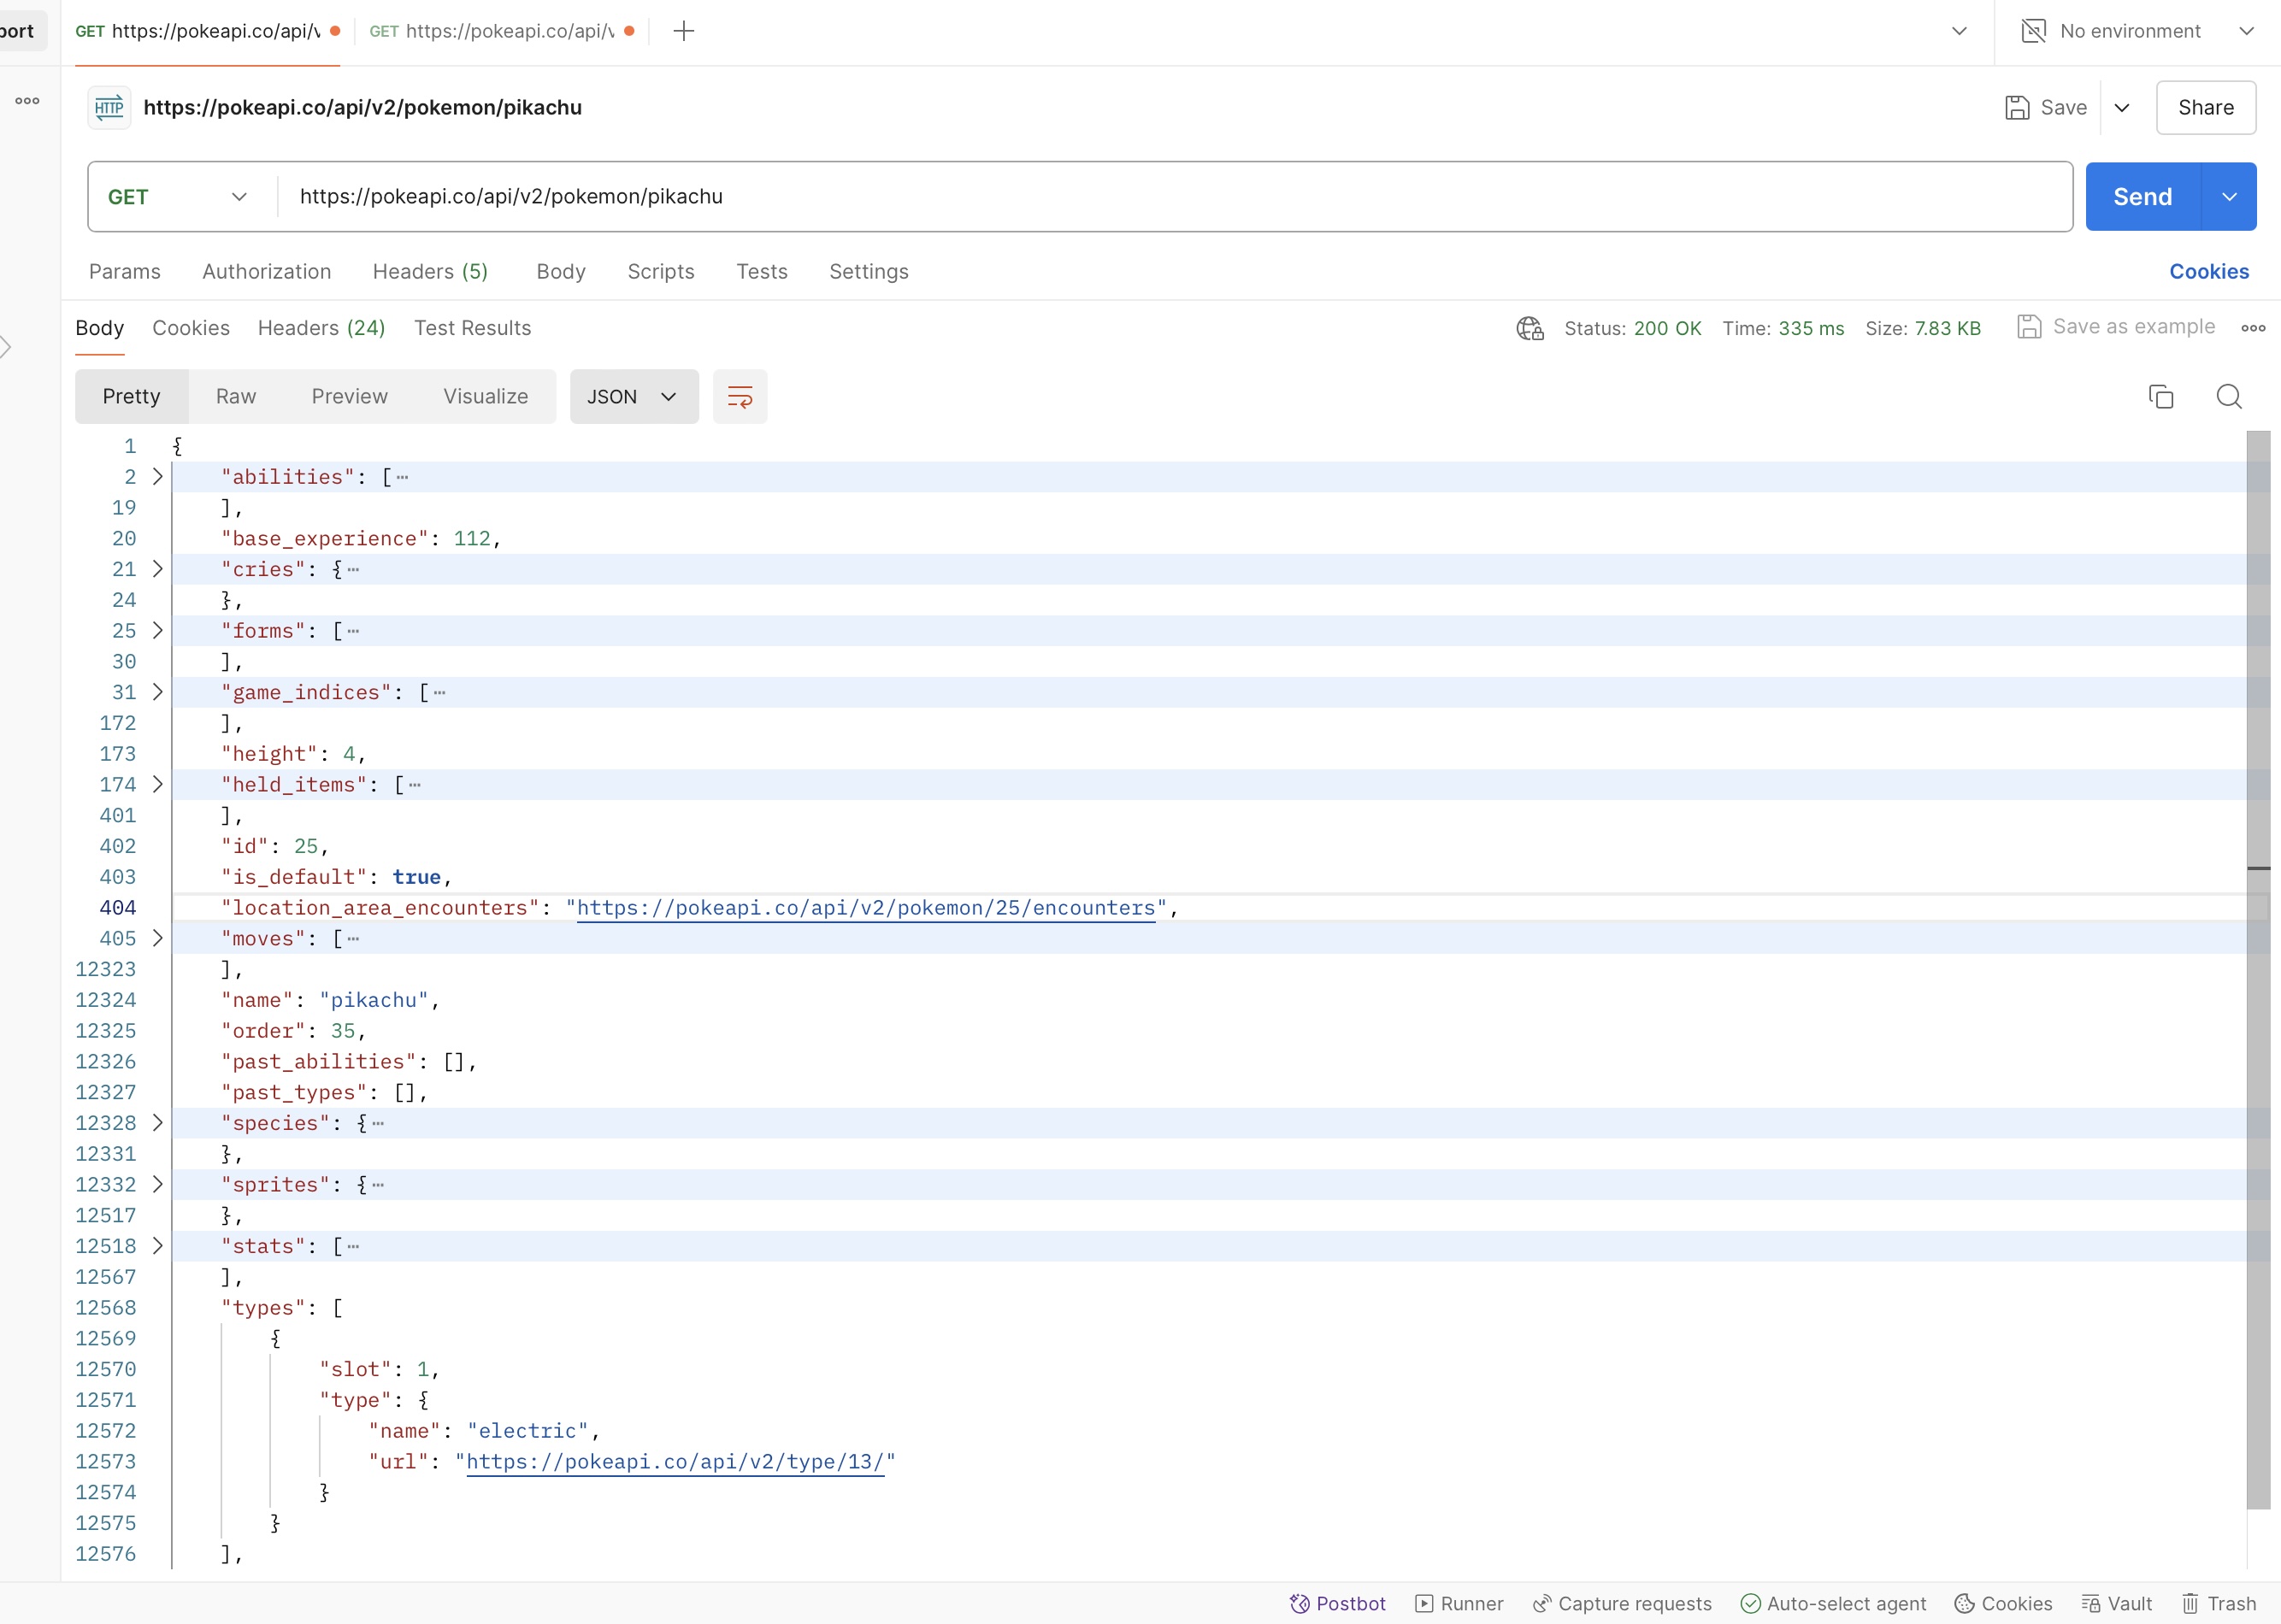 port
GET https://pokeapi.co/api/v
GET https://pokeapi.co/api/v
No environment
HTTP https://pokeapi.co/api/v2/pokemon/pikachu
Save
Share
GET https://pokeapi.co/api/v2/pokemon/pikachu
Send
Params Authorization Headers (5) Body Scripts Tests Settings Cookies
Body Cookies Headers (24) Test Results Status: 200 OK Time: 335 ms Size: 7.83 KB Save as example
Pretty Raw Preview Visualize JSON
1 {
2 "abilities": [⋯
19 ],
20 "base_experience": 112,
21 "cries": {⋯
24 },
25 "forms": [⋯
30 ],
31 "game_indices": [⋯
172 ],
173 "height": 4,
174 "held_items": [⋯
401 ],
402 "id": 25,
403 "is_default": true,
404 "location_area_encounters": "https://pokeapi.co/api/v2/pokemon/25/encounters",
405 "moves": [⋯
12323 ],
12324 "name": "pikachu",
12325 "order": 35,
12326 "past_abilities": [],
12327 "past_types": [],
12328 "species": {⋯
12331 },
12332 "sprites": {⋯
12517 },
12518 "stats": [⋯
12567 ],
12568 "types": [
12569 {
12570 "slot": 1,
12571 "type": {
12572 "name": "electric",
12573 "url": "https://pokeapi.co/api/v2/type/13/"
12574 }
12575 }
12576 ],
Postbot Runner Capture requests Auto-select agent Cookies Vault Trash